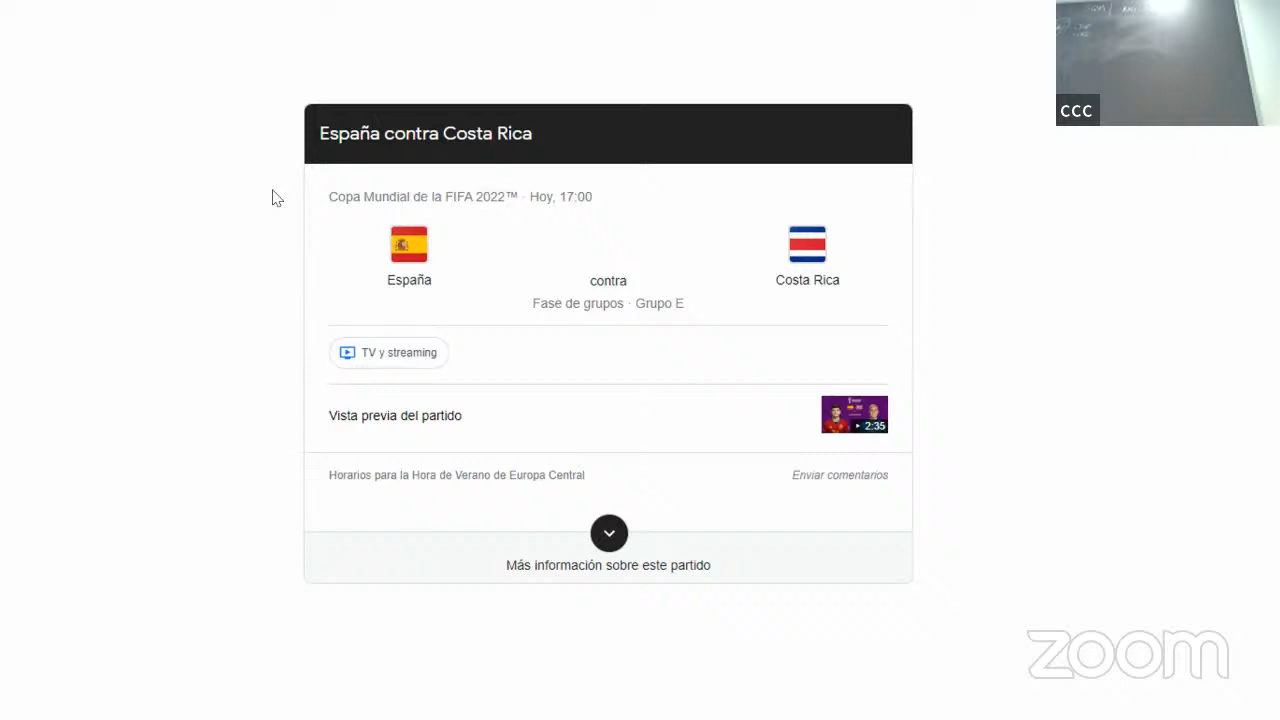 España contra Costa Rica
Copa Mundial de la FIFA 2022™ · Hoy, 17:00
España
contra
Costa Rica
Fase de grupos · Grupo E
TV y streaming
Vista previa del partido
2:35
Horarios para la Hora de Verano de Europa Central
Enviar comentarios
Más información sobre este partido
CCC
zoom